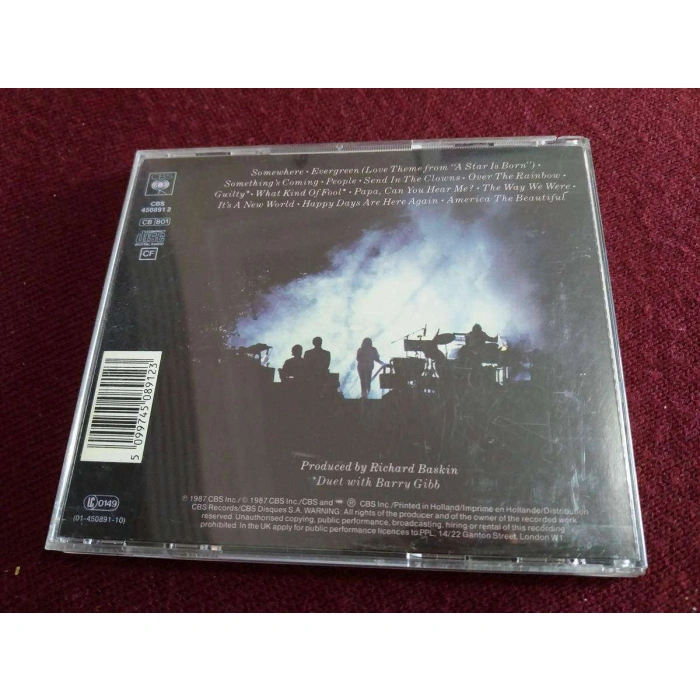 Somewhere • Evergreen (Love Theme from "A Star Is Born") •
Something's Coming • People • Send In The Clowns • Over The Rainbow
Guilty* • What Kind Of Fool* • Papa, Can You Hear Me? • The Way We Were
It's A New World • Happy Days Are Here Again • America The Beautiful
CBS
CBS
450891 2
CB 801
COMPACT
disc
DIGITAL AUDIO
CF
5 099745 089123
LC 0149
(01-450891-10)
Produced by Richard Baskin
*Duet with Barry Gibb
℗ 1987 CBS Inc./© 1987 CBS Inc./CBS and ® CBS Inc./Printed in Holland/Imprimé en Hollande/Distribution
CBS Records/CBS Disques S.A. WARNING: All rights of the producer and of the owner of the recorded work
reserved. Unauthorised copying, public performance, broadcasting, hiring or rental of this recording
prohibited. In the UK apply for public performance licences to PPL, 14/22 Ganton Street, London W1